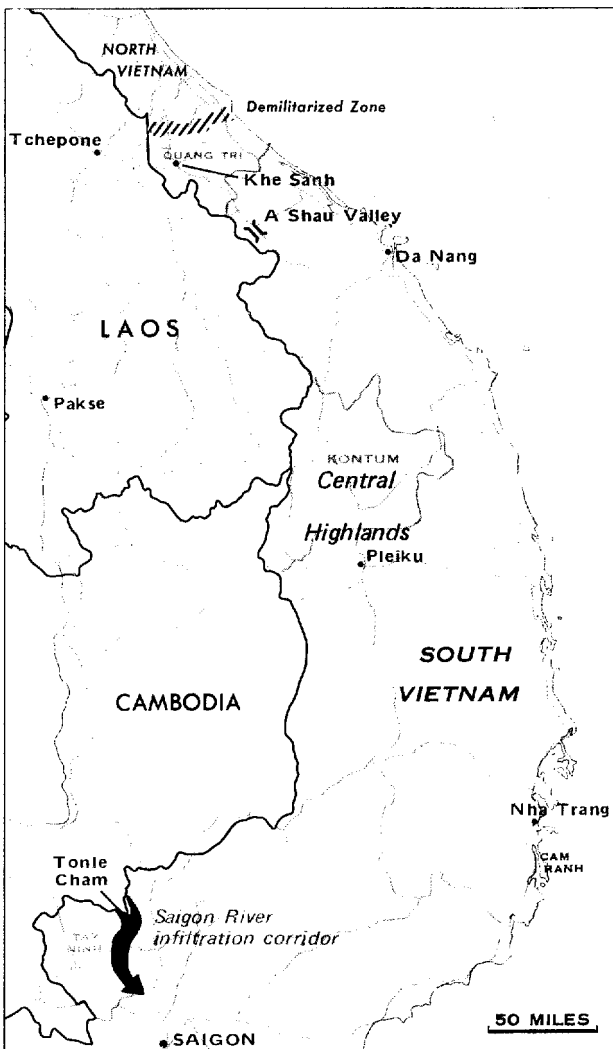 NORTH
VIETNAM
Demilitarized Zone
Tchepone
QUANG TRI
Khe Sanh
A Shau Valley
Da Nang
LAOS
Pakse
KONTUM
Central
Highlands
Pleiku
SOUTH
VIETNAM
CAMBODIA
Nha Trang
CAM
RANH
Tonle
Cham
Saigon River
infiltration corridor
TAY
NINH
50 MILES
SAIGON